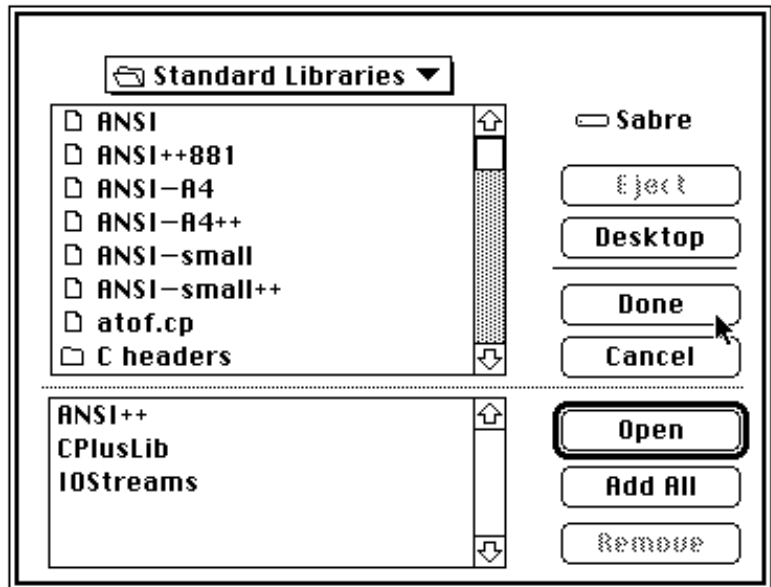 Standard Libraries
ANSI
ANSI++881
ANSI-A4
ANSI-A4++
ANSI-small
ANSI-small++
atof.cp
C headers
Sabre
Eject
Desktop
Done
Cancel
ANSI++
CPlusLib
IOStreams
Open
Add All
Remove